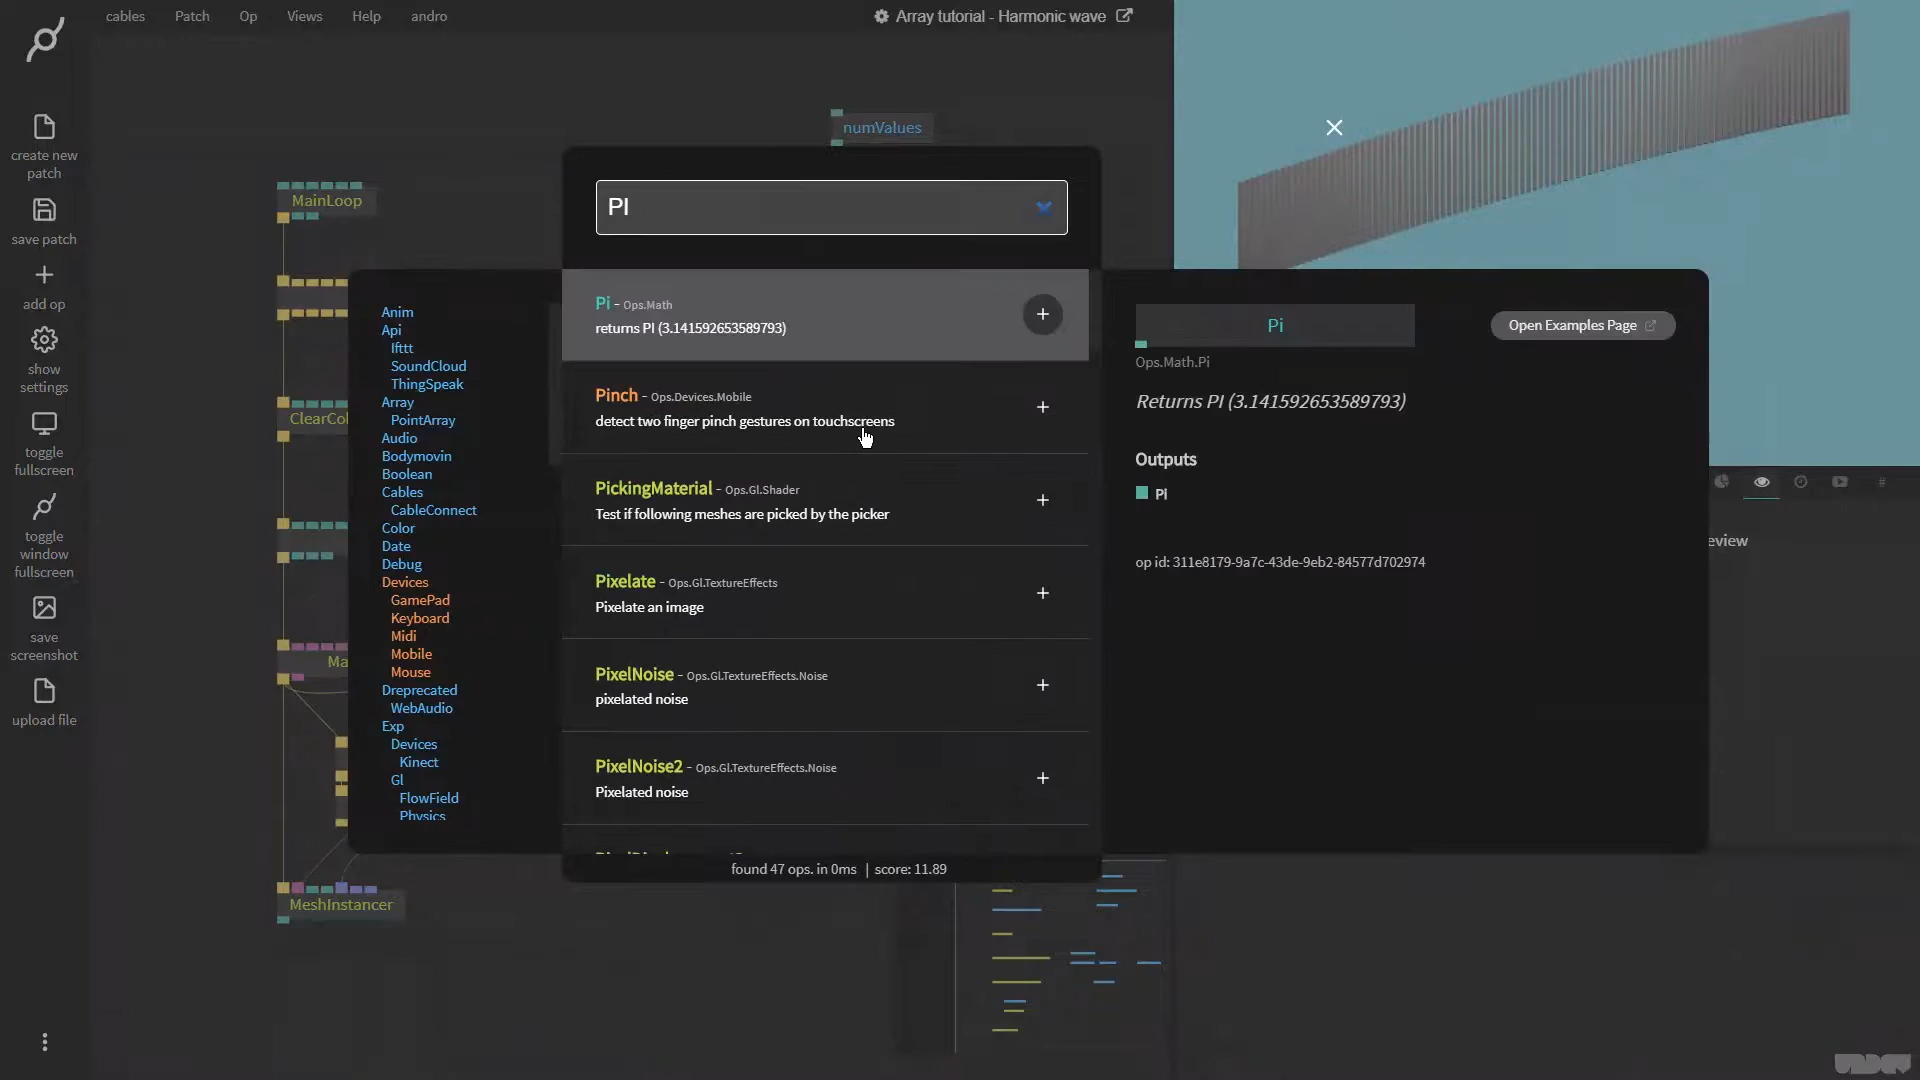 cables
Patch
Op
Views
Help
andro
Array tutorial - Harmonic wave
create new
patch
save patch
add op
show
settings
toggle
fullscreen
toggle
window
fullscreen
save
screenshot
upload file
numValues
MainLoop
ClearCol
Ma
MeshInstancer
PI
Anim
Api
Ifttt
SoundCloud
ThingSpeak
Array
PointArray
Audio
Bodymovin
Boolean
Cables
CableConnect
Color
Date
Debug
Devices
GamePad
Keyboard
Midi
Mobile
Mouse
Dreprecated
WebAudio
Exp
Devices
Kinect
Gl
FlowField
Physics
Pi - Ops.Math
returns PI (3.141592653589793)
Pinch - Ops.Devices.Mobile
detect two finger pinch gestures on touchscreens
PickingMaterial - Ops.Gl.Shader
Test if following meshes are picked by the picker
Pixelate - Ops.Gl.TextureEffects
Pixelate an image
PixelNoise - Ops.Gl.TextureEffects.Noise
pixelated noise
PixelNoise2 - Ops.Gl.TextureEffects.Noise
Pixelated noise
found 47 ops. in 0ms | score: 11.89
Pi
Open Examples Page
Ops.Math.Pi
Returns PI (3.141592653589793)
Outputs
Pi
op id: 311e8179-9a7c-43de-9eb2-84577d702974
#
eview